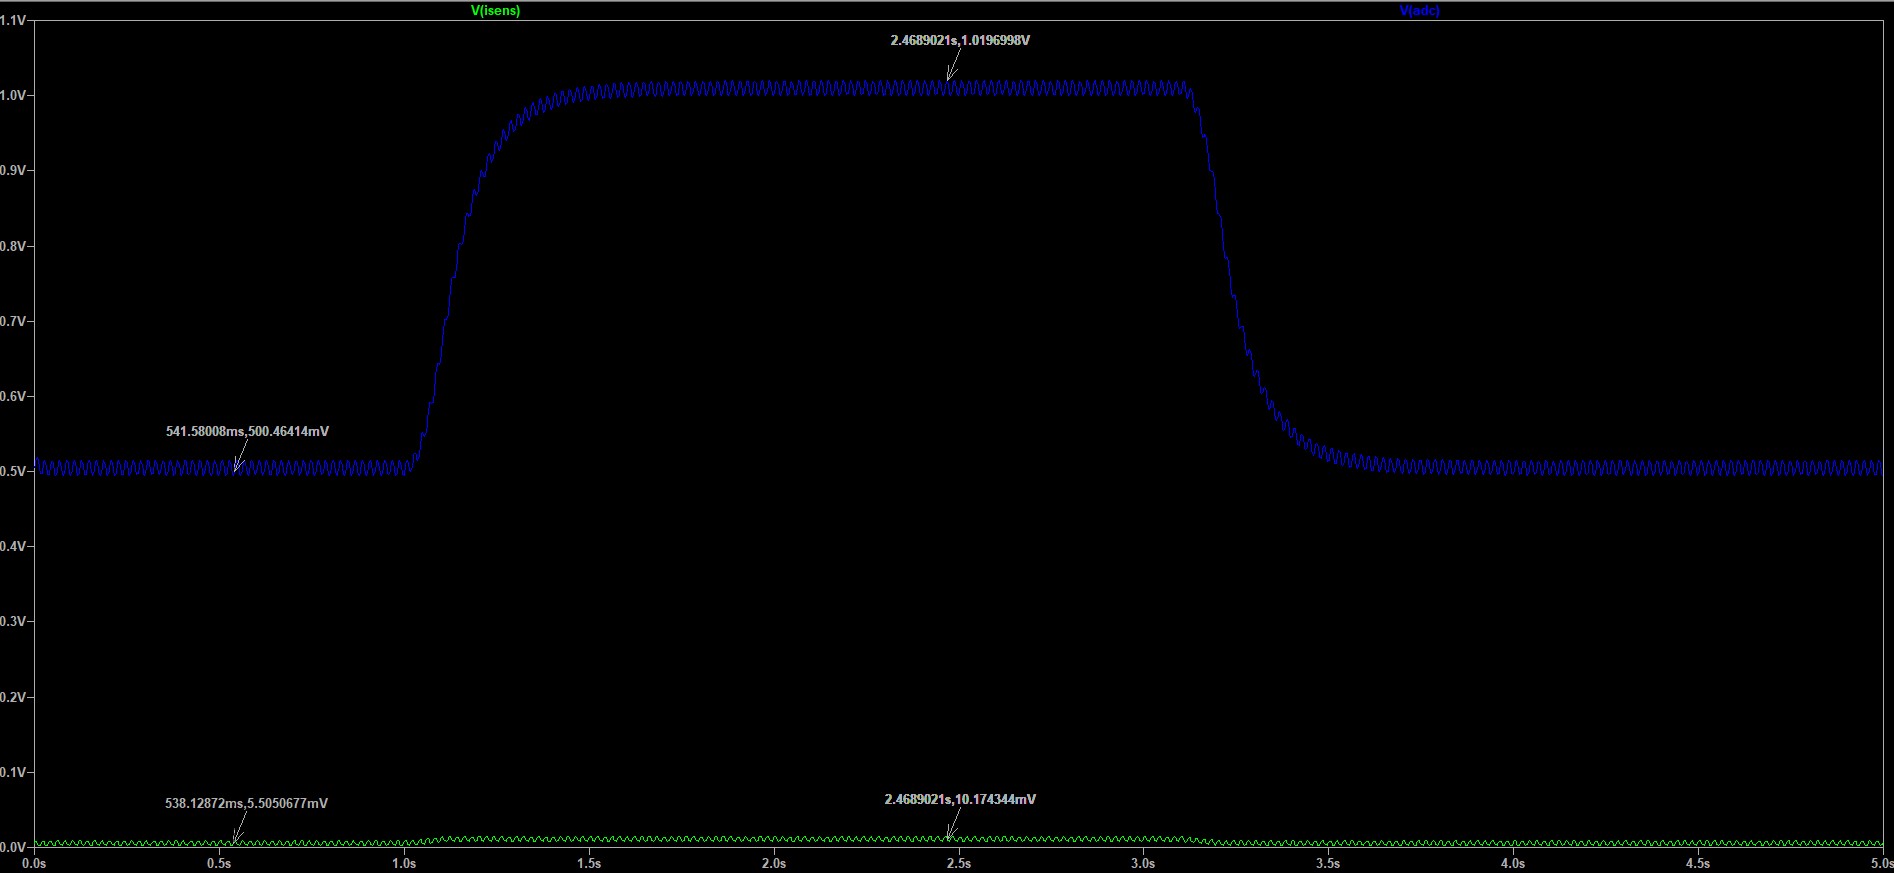 V(isens) V(adc)
1.1V
2.4689021s,1.0196998V
1.0V
0.9V
0.8V
0.7V
0.6V
541.58008ms,500.46414mV
0.5V
0.4V
0.3V
0.2V
0.1V
538.12872ms,5.5050677mV 2.4689021s,10.174344mV
0.0V
0.0s 0.5s 1.0s 1.5s 2.0s 2.5s 3.0s 3.5s 4.0s 4.5s 5.0s